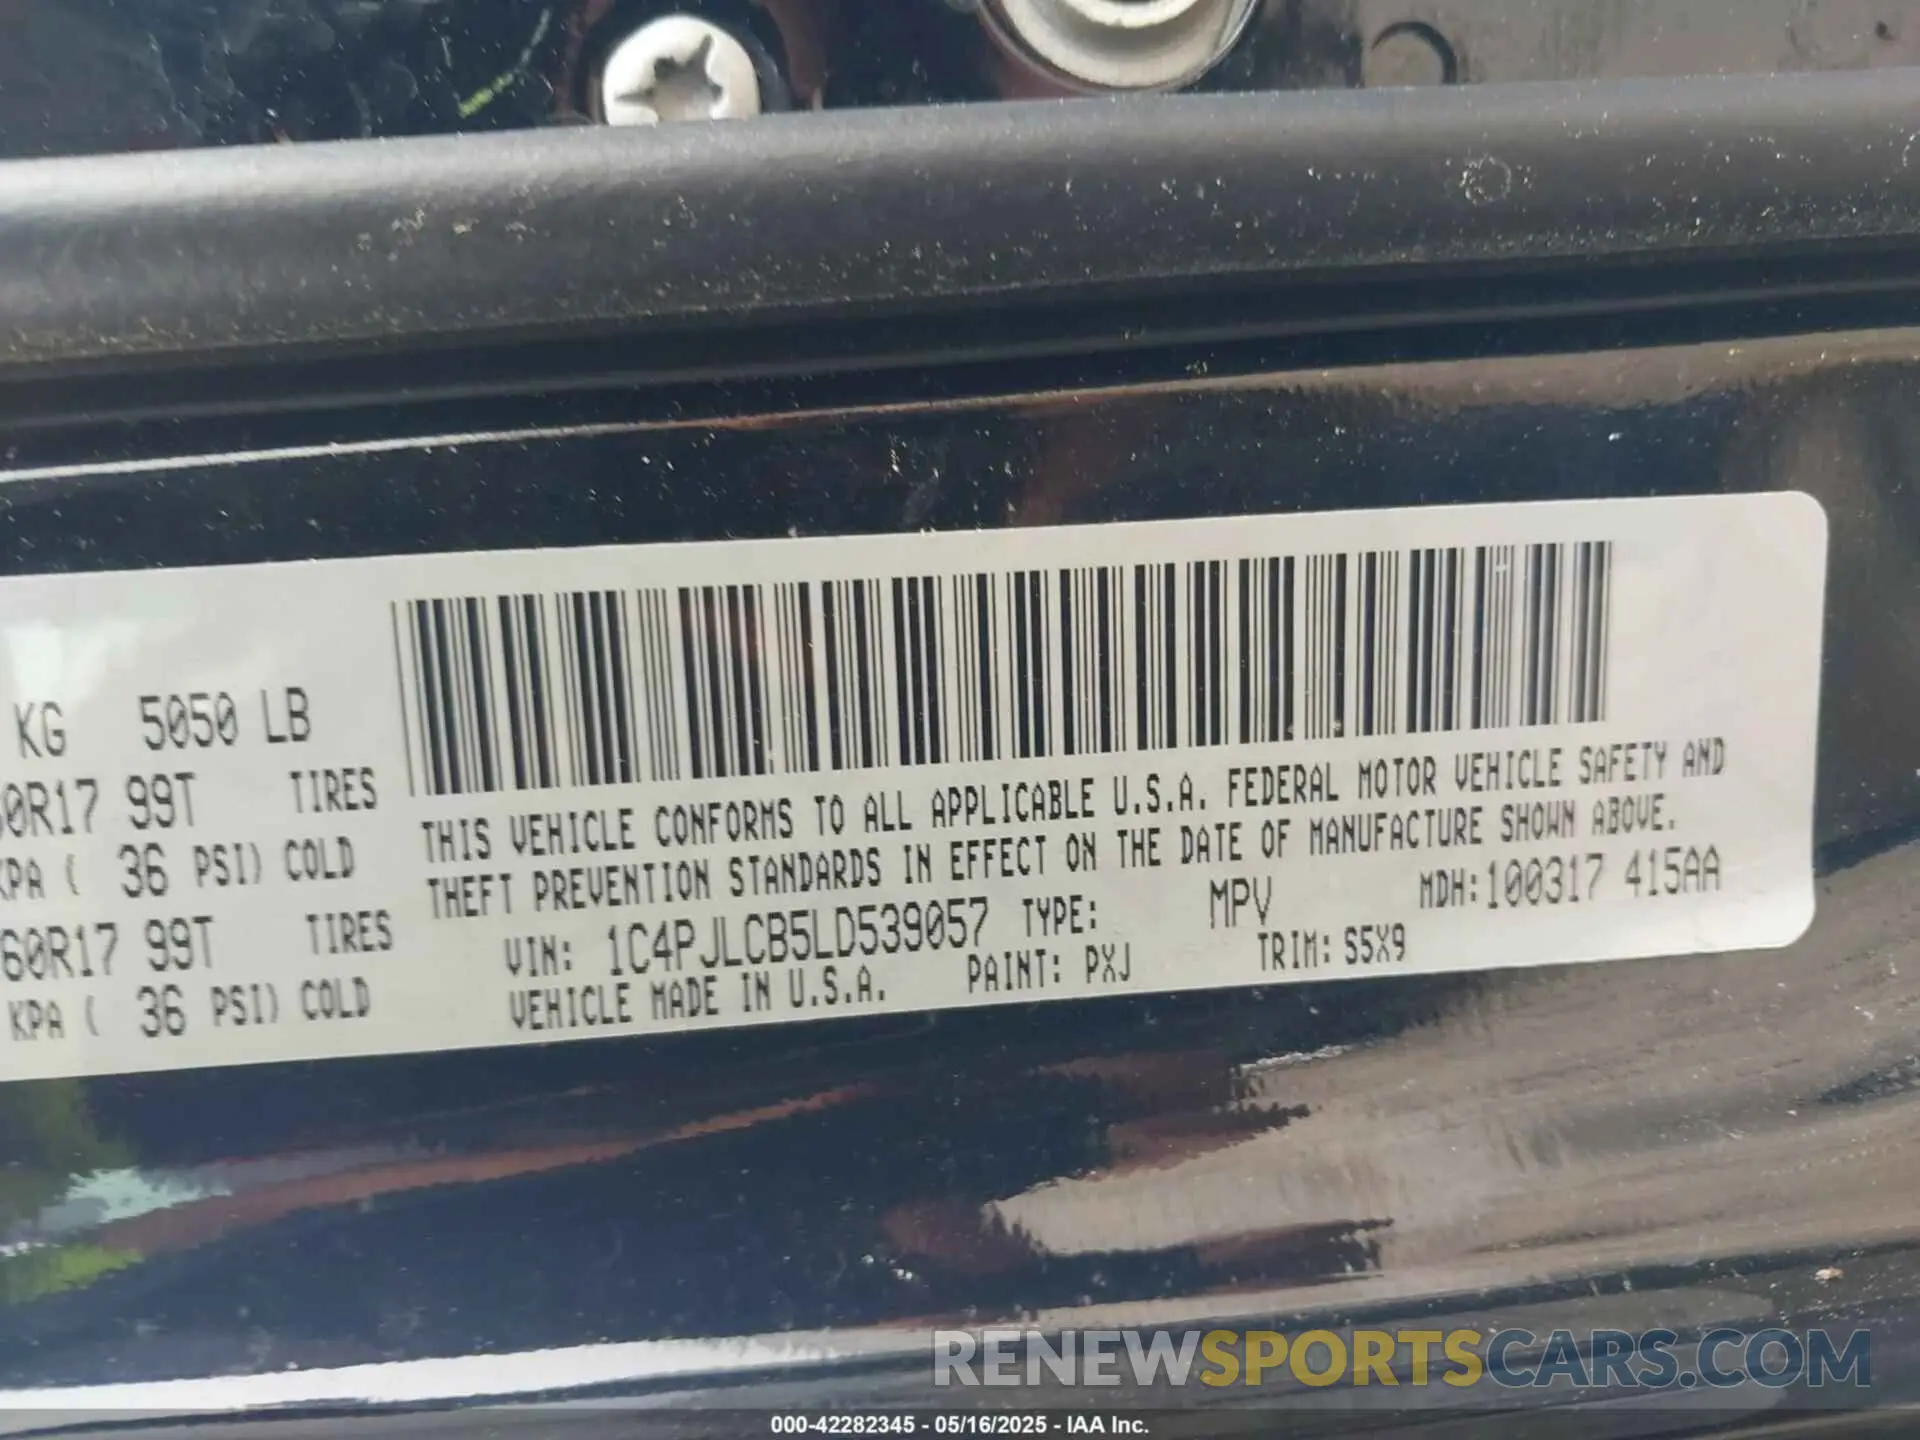 KG 5050 LB
60R17 99T TIRES
KPA ( 36 PSI) COLD
60R17 99T TIRES
KPA ( 36 PSI) COLD
THIS VEHICLE CONFORMS TO ALL APPLICABLE U.S.A. FEDERAL MOTOR VEHICLE SAFETY AND
THEFT PREVENTION STANDARDS IN EFFECT ON THE DATE OF MANUFACTURE SHOWN ABOVE.
VIN: 1C4PJLCB5LD539057 TYPE: MPV MDH:100317 415AA
VEHICLE MADE IN U.S.A. PAINT: PXJ TRIM: S5X9
RENEWSPORTSCARS.COM
000-42282345 - 05/16/2025 - IAA Inc.